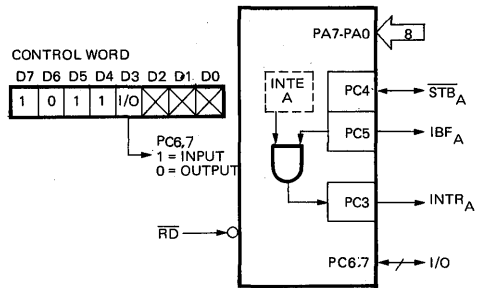 CONTROL WORD
D7 D6 D5 D4 D3 D2 D1 D0
1 0 1 1 I/O
PC6,7
1 = INPUT
0 = OUTPUT
RD
INTE
A
PA7-PA0
8
PC4
STBA
PC5
IBFA
PC3
INTRA
PC6,7
I/O